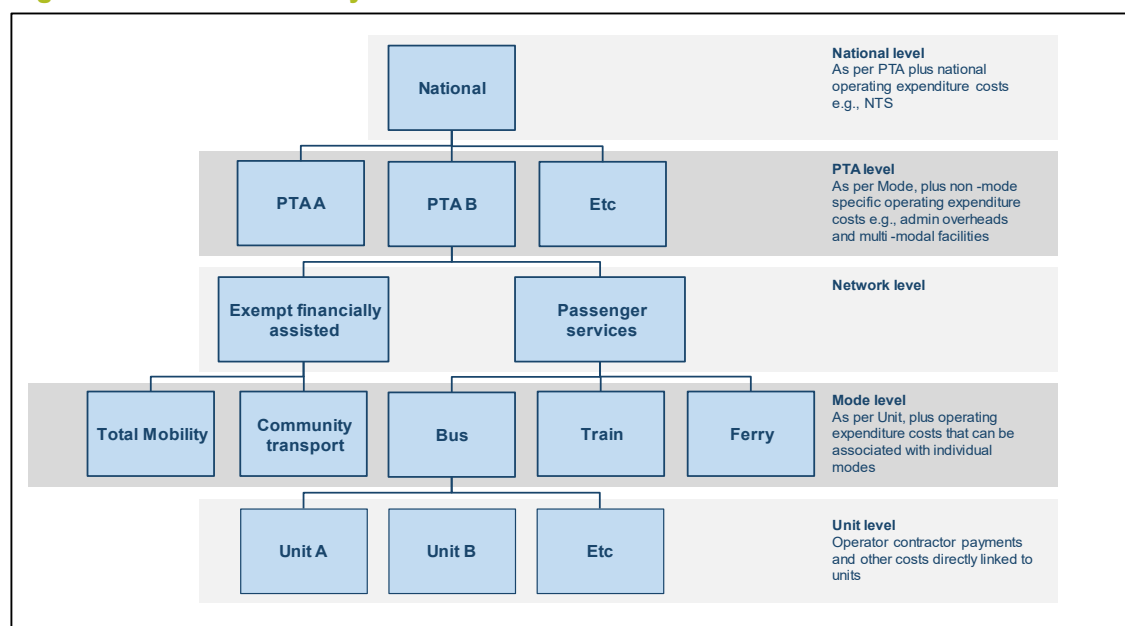 National
National level
As per PTA plus national
operating expenditure costs
e.g., NTS
PTA A
PTA B
Etc
PTA level
As per Mode, plus non -mode
specific operating expenditure
costs e.g., admin overheads
and multi -modal facilities
Exempt financially
assisted
Passenger
services
Network level
Total Mobility
Community
transport
Bus
Train
Ferry
Mode level
As per Unit, plus operating
expenditure costs that can be
associated with individual
modes
Unit A
Unit B
Etc
Unit level
Operator contractor payments
and other costs directly linked to
units